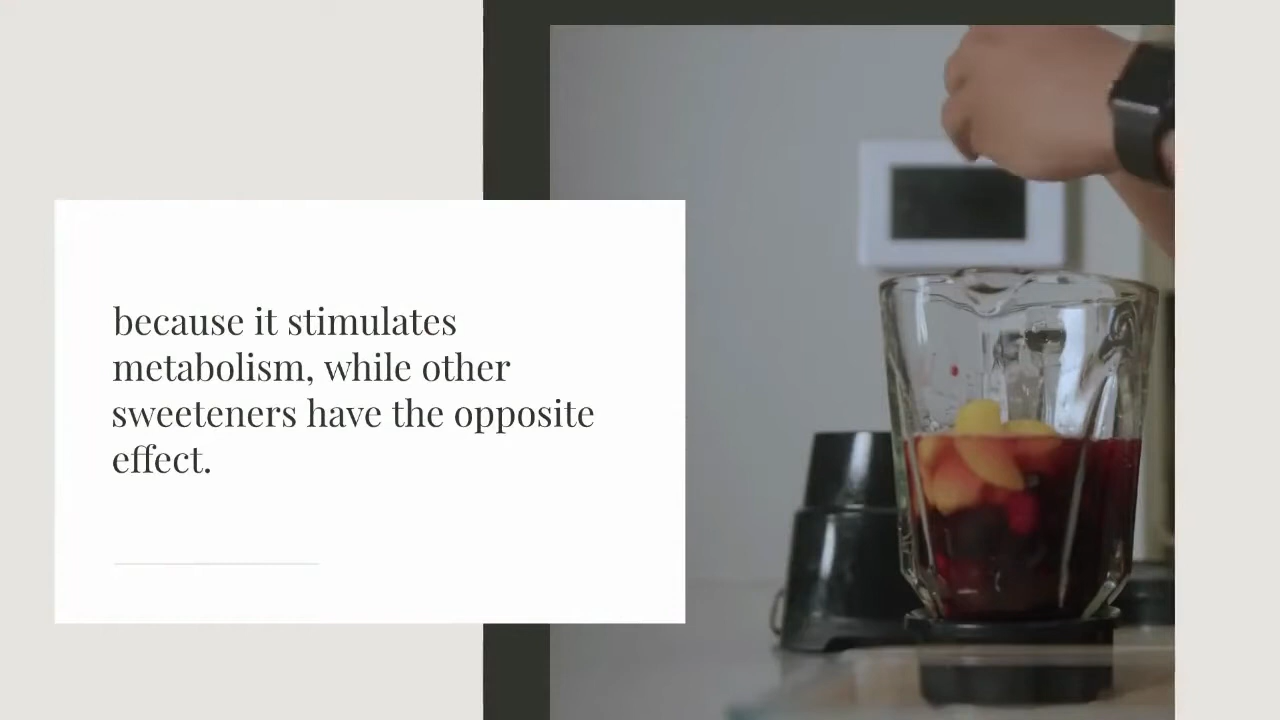 because it stimulates
metabolism, while other
sweeteners have the opposite
effect.